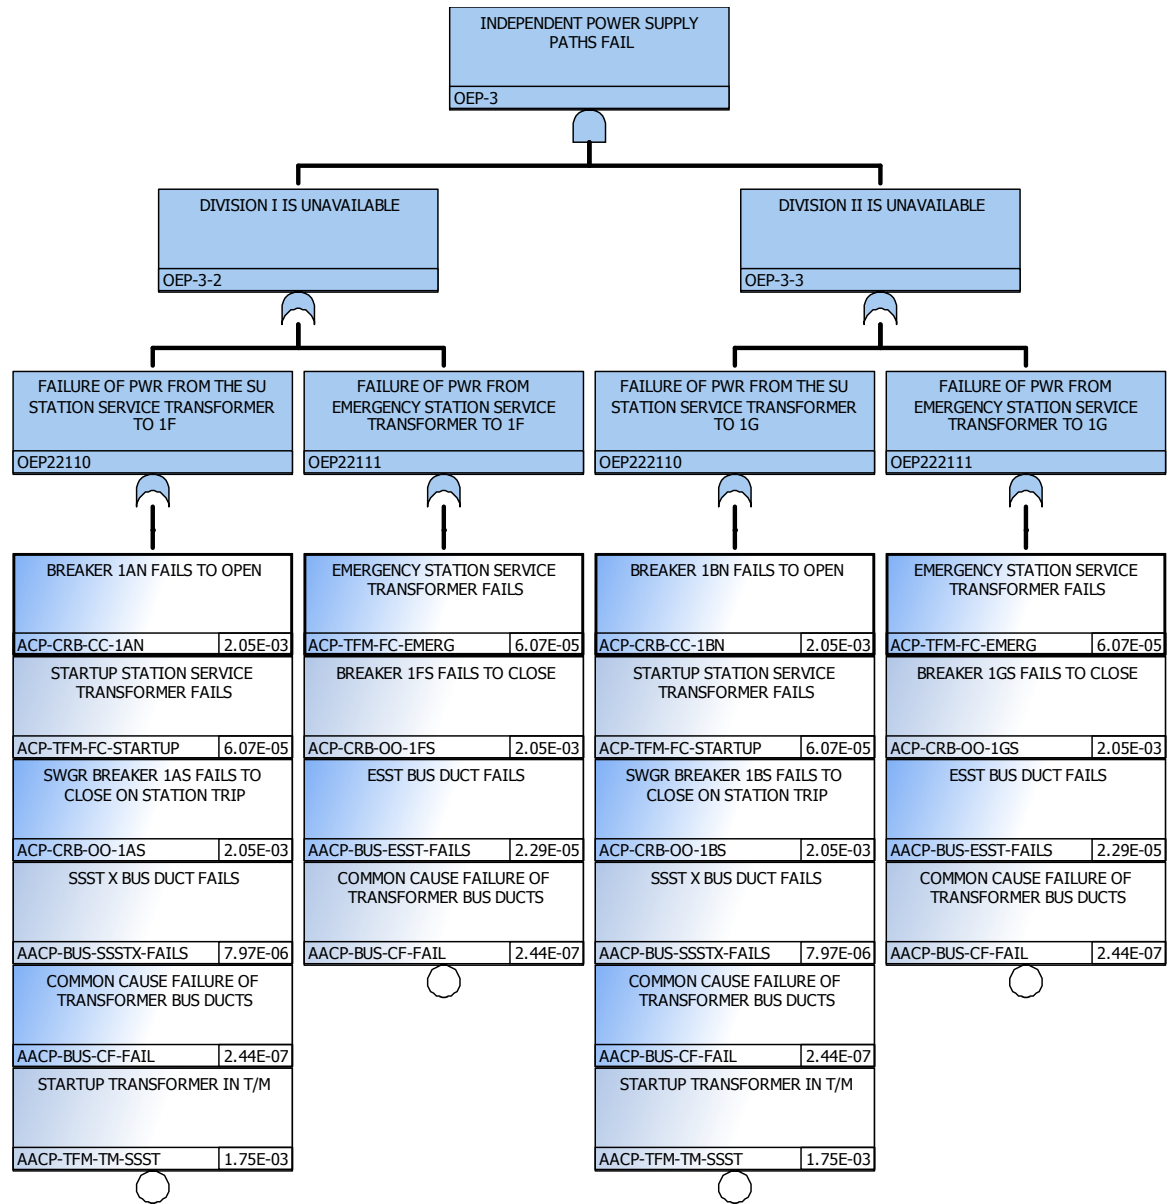 INDEPENDENT POWER SUPPLY
PATHS FAIL
OEP-3
DIVISION I IS UNAVAILABLE
OEP-3-2
DIVISION II IS UNAVAILABLE
OEP-3-3
FAILURE OF PWR FROM THE SU
STATION SERVICE TRANSFORMER
TO 1F
OEP22110
FAILURE OF PWR FROM
EMERGENCY STATION SERVICE
TRANSFORMER TO 1F
OEP22111
FAILURE OF PWR FROM THE SU
STATION SERVICE TRANSFORMER
TO 1G
OEP222110
FAILURE OF PWR FROM
EMERGENCY STATION SERVICE
TRANSFORMER TO 1G
OEP222111
BREAKER 1AN FAILS TO OPEN
ACP-CRB-CC-1AN 2.05E-03
STARTUP STATION SERVICE
TRANSFORMER FAILS
ACP-TFM-FC-STARTUP 6.07E-05
SWGR BREAKER 1AS FAILS TO
CLOSE ON STATION TRIP
ACP-CRB-OO-1AS 2.05E-03
SSST X BUS DUCT FAILS
AACP-BUS-SSSTX-FAILS 7.97E-06
COMMON CAUSE FAILURE OF
TRANSFORMER BUS DUCTS
AACP-BUS-CF-FAIL 2.44E-07
STARTUP TRANSFORMER IN T/M
AACP-TFM-TM-SSST 1.75E-03
EMERGENCY STATION SERVICE
TRANSFORMER FAILS
ACP-TFM-FC-EMERG 6.07E-05
BREAKER 1FS FAILS TO CLOSE
ACP-CRB-OO-1FS 2.05E-03
ESST BUS DUCT FAILS
AACP-BUS-ESST-FAILS 2.29E-05
COMMON CAUSE FAILURE OF
TRANSFORMER BUS DUCTS
AACP-BUS-CF-FAIL 2.44E-07
BREAKER 1BN FAILS TO OPEN
ACP-CRB-CC-1BN 2.05E-03
STARTUP STATION SERVICE
TRANSFORMER FAILS
ACP-TFM-FC-STARTUP 6.07E-05
SWGR BREAKER 1BS FAILS TO
CLOSE ON STATION TRIP
ACP-CRB-OO-1BS 2.05E-03
SSST X BUS DUCT FAILS
AACP-BUS-SSSTX-FAILS 7.97E-06
COMMON CAUSE FAILURE OF
TRANSFORMER BUS DUCTS
AACP-BUS-CF-FAIL 2.44E-07
STARTUP TRANSFORMER IN T/M
AACP-TFM-TM-SSST 1.75E-03
EMERGENCY STATION SERVICE
TRANSFORMER FAILS
ACP-TFM-FC-EMERG 6.07E-05
BREAKER 1GS FAILS TO CLOSE
ACP-CRB-OO-1GS 2.05E-03
ESST BUS DUCT FAILS
AACP-BUS-ESST-FAILS 2.29E-05
COMMON CAUSE FAILURE OF
TRANSFORMER BUS DUCTS
AACP-BUS-CF-FAIL 2.44E-07